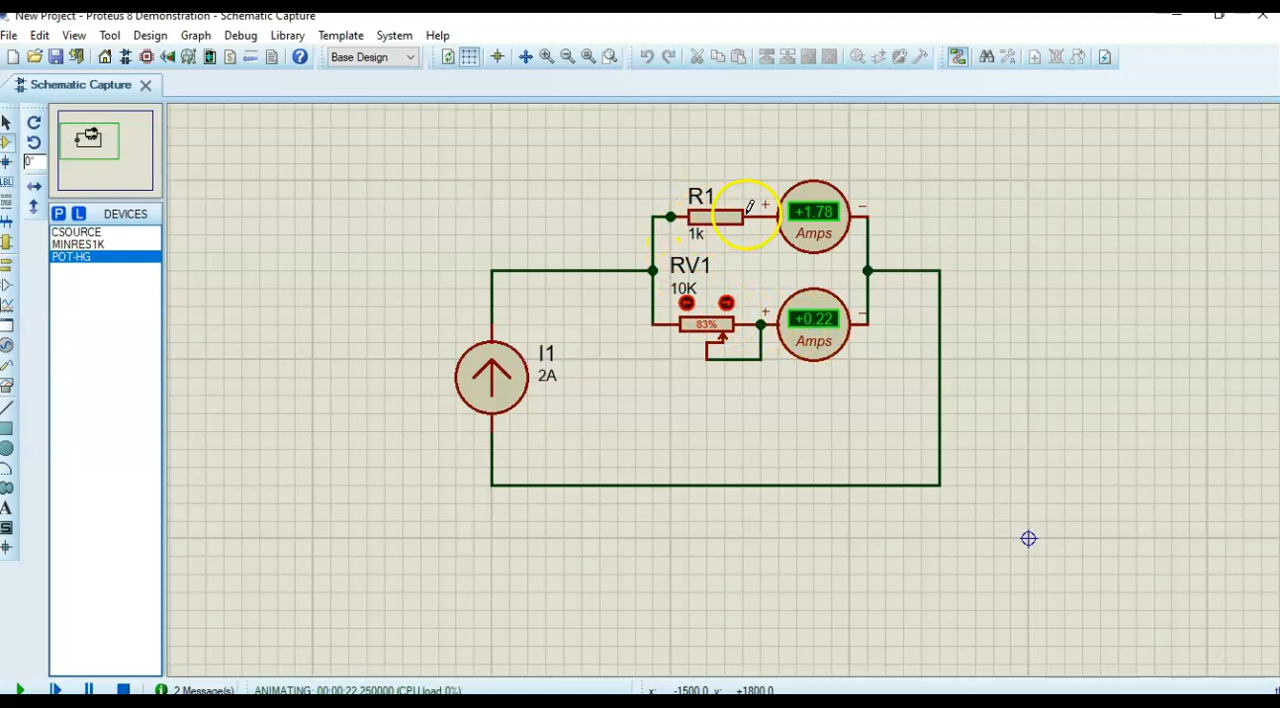 New Project - Proteus 8 Demonstration - Schematic Capture
File Edit View Tool Design Graph Debug Library Template System Help
Base Design
Schematic Capture
0°
P L DEVICES
CSOURCE
MINRES1K
POT-HG
R1
1k
+
+1.78
Amps
−
RV1
10K
83%
+
+0.22
Amps
−
I1
2A
LBL
A
S
2 Message(s)
ANIMATING: 00:00:22.250000 (CPU load 0%)
x: -1500.0 y: +1800.0